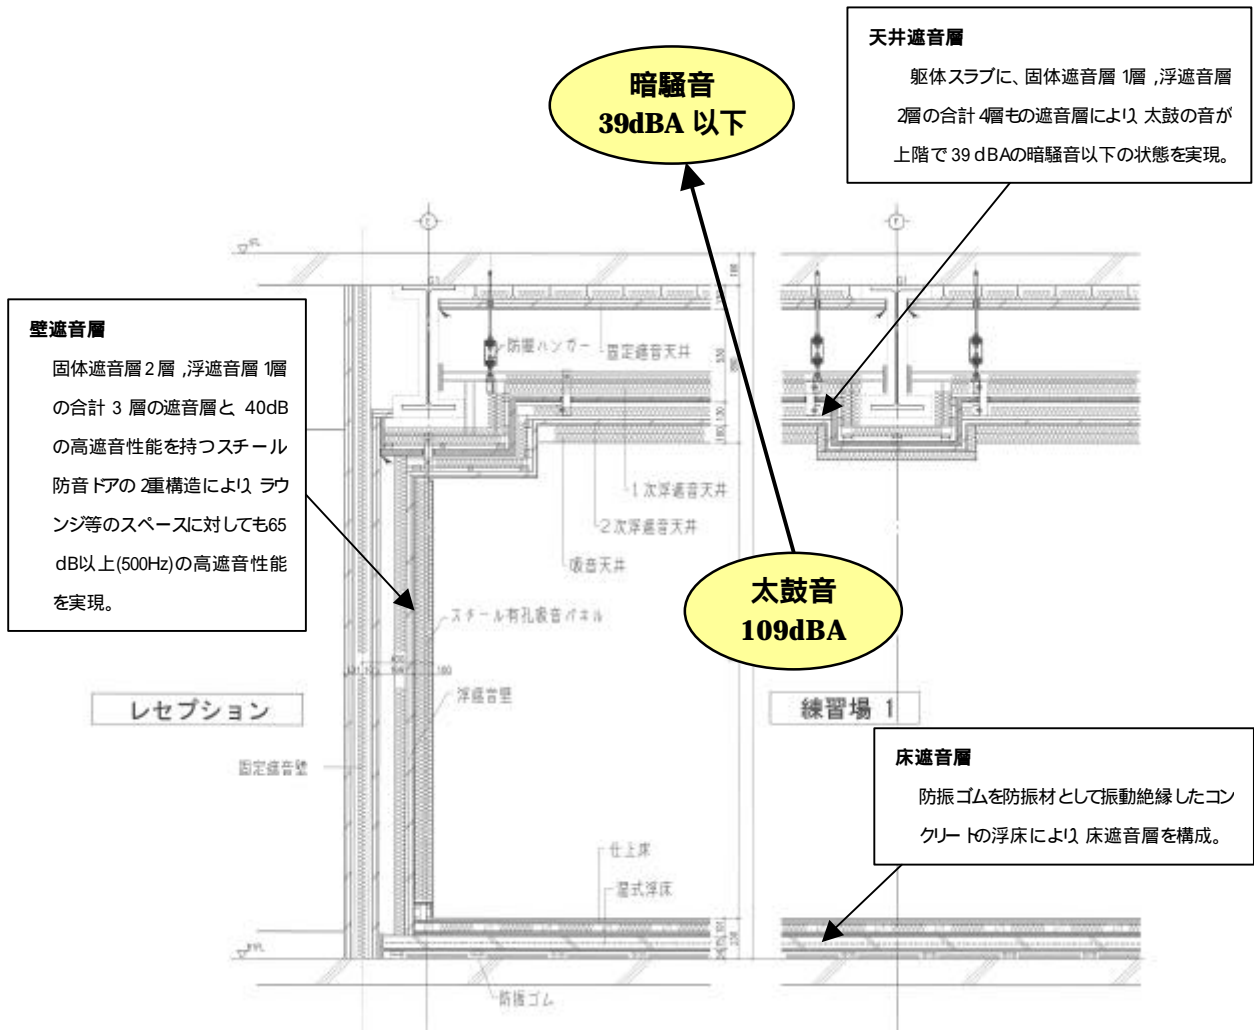 天井遮音層
躯体スラブに、固体遮音層 1層 ,浮遮音層
2層の合計 4層もの遮音層により、太鼓の音が
上階で 39 dBAの暗騒音以下の状態を実現。
暗騒音
39dBA 以下
壁遮音層
固体遮音層 2 層 ,浮遮音層 1層
の合計 3 層の遮音層と、40dB
の高遮音性能を持つスチール
防音ドアの 2重構造により、ラウ
ンジ等のスペースに対しても65
dB以上(500Hz)の高遮音性能
を実現。
防振ハンガー
固定遮音天井
1次浮遮音天井
2次浮遮音天井
吸音天井
太鼓音
109dBA
スチール有孔吸音パネル
浮遮音壁
レセプション
練習場 1
固定遮音壁
床遮音層
防振ゴムを防振材として振動絶縁したコン
クリートの浮床により、床遮音層を構成。
仕上床
湿式浮床
防振ゴム